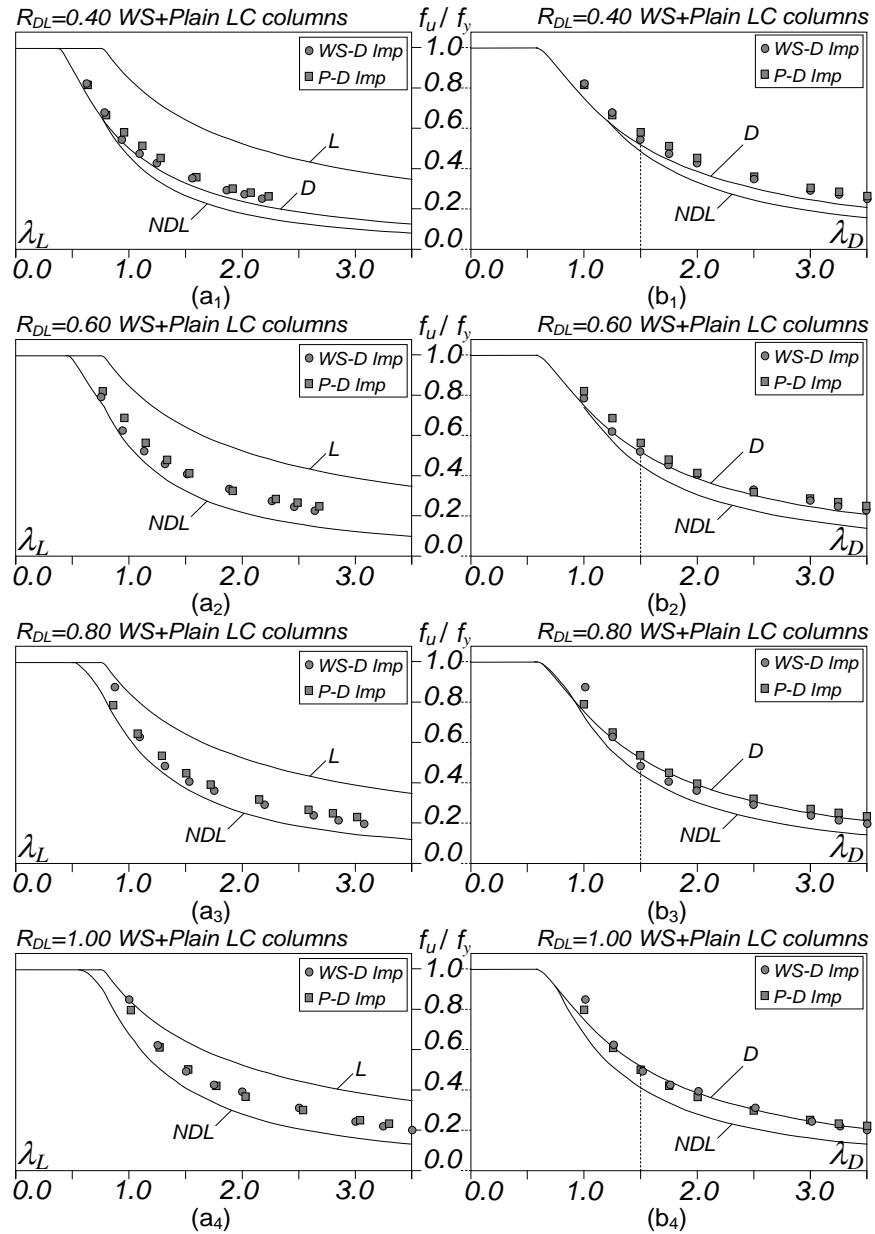 R_DL=0.40 WS+Plain LC columns
f_u / f_y
R_DL=0.40 WS+Plain LC columns
WS-D Imp
P-D Imp
L
D
NDL
λ_L
0.0 1.0 2.0 3.0
(a_1)
1.0
0.8
0.6
0.4
0.2
0.0
WS-D Imp
P-D Imp
D
NDL
λ_D
0.0 1.0 2.0 3.0
(b_1)
R_DL=0.60 WS+Plain LC columns
f_u / f_y
R_DL=0.60 WS+Plain LC columns
WS-D Imp
P-D Imp
L
NDL
λ_L
0.0 1.0 2.0 3.0
(a_2)
1.0
0.8
0.6
0.4
0.2
0.0
WS-D Imp
P-D Imp
D
NDL
λ_D
0.0 1.0 2.0 3.0
(b_2)
R_DL=0.80 WS+Plain LC columns
f_u / f_y
R_DL=0.80 WS+Plain LC columns
WS-D Imp
P-D Imp
L
NDL
λ_L
0.0 1.0 2.0 3.0
(a_3)
1.0
0.8
0.6
0.4
0.2
0.0
WS-D Imp
P-D Imp
D
NDL
λ_D
0.0 1.0 2.0 3.0
(b_3)
R_DL=1.00 WS+Plain LC columns
f_u / f_y
R_DL=1.00 WS+Plain LC columns
WS-D Imp
P-D Imp
L
NDL
λ_L
0.0 1.0 2.0 3.0
(a_4)
1.0
0.8
0.6
0.4
0.2
0.0
WS-D Imp
P-D Imp
D
NDL
λ_D
0.0 1.0 2.0 3.0
(b_4)